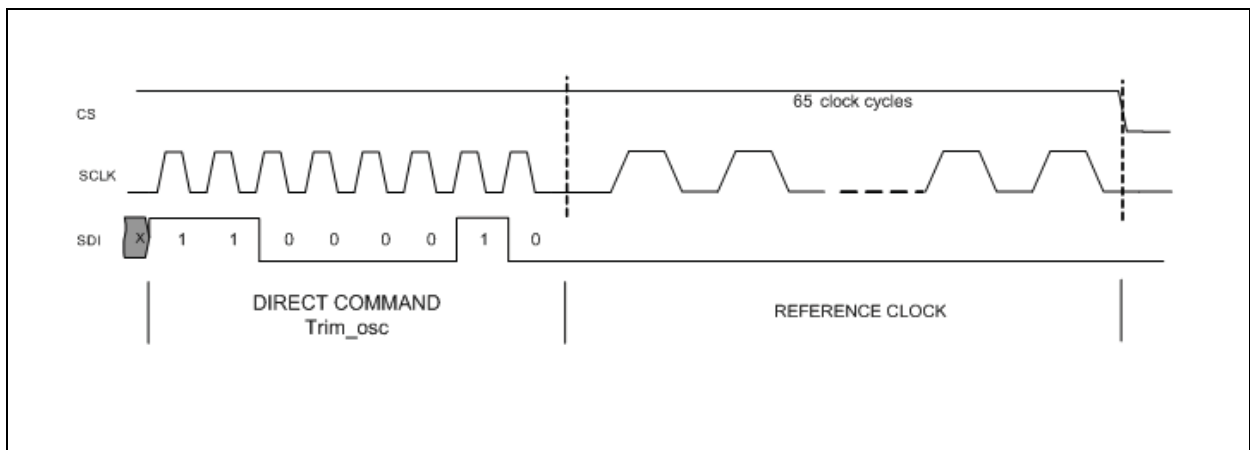 CS
65 clock cycles
SCLK
SDI X 1 1 0 0 0 0 1 0
DIRECT COMMAND
Trim_osc
REFERENCE CLOCK